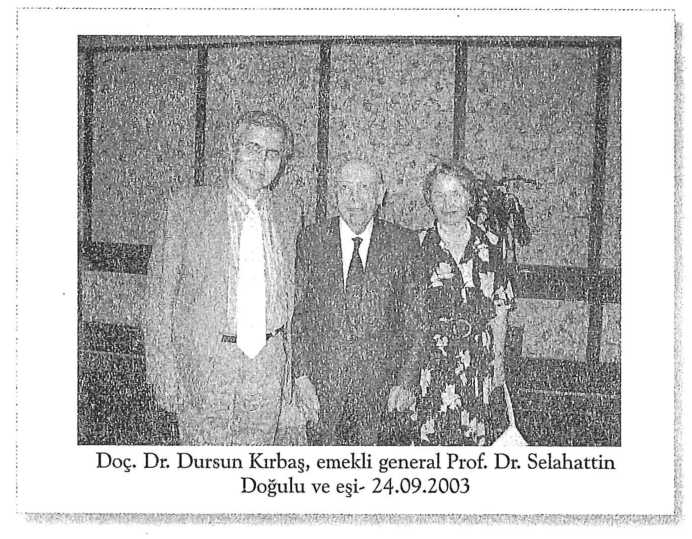 Doç. Dr. Dursun Kırbaş, emekli general Prof. Dr. Selahattin
Doğulu ve eşi- 24.09.2003